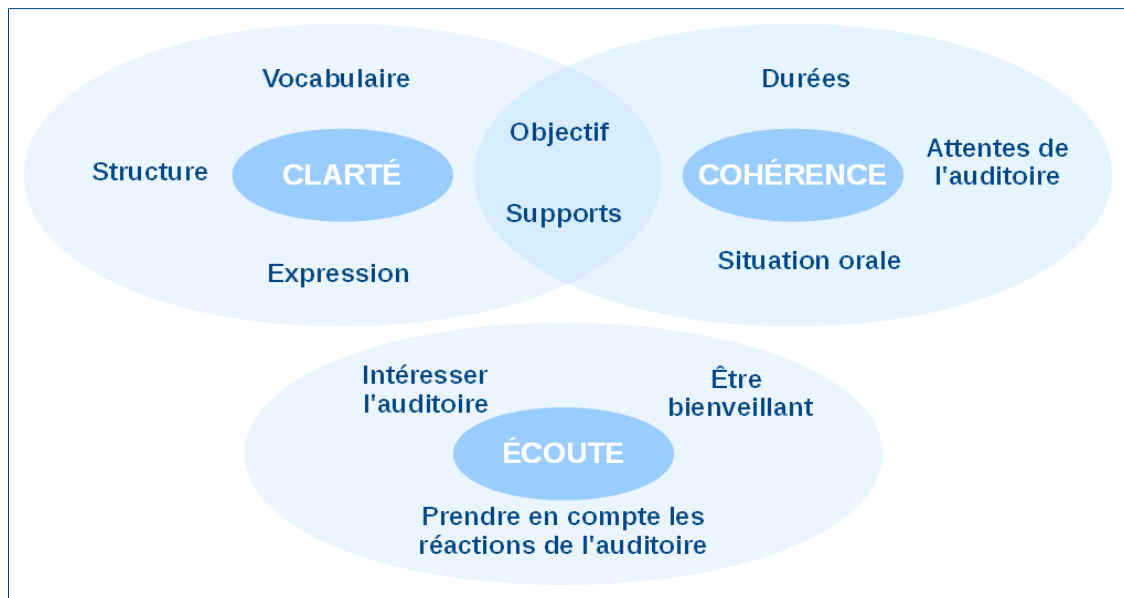 Vocabulaire
Structure
CLARTÉ
Expression
Objectif
Supports
Durées
COHÉRENCE
Attentes de
l'auditoire
Situation orale
Intéresser
l'auditoire
Être
bienveillant
ÉCOUTE
Prendre en compte les
réactions de l'auditoire